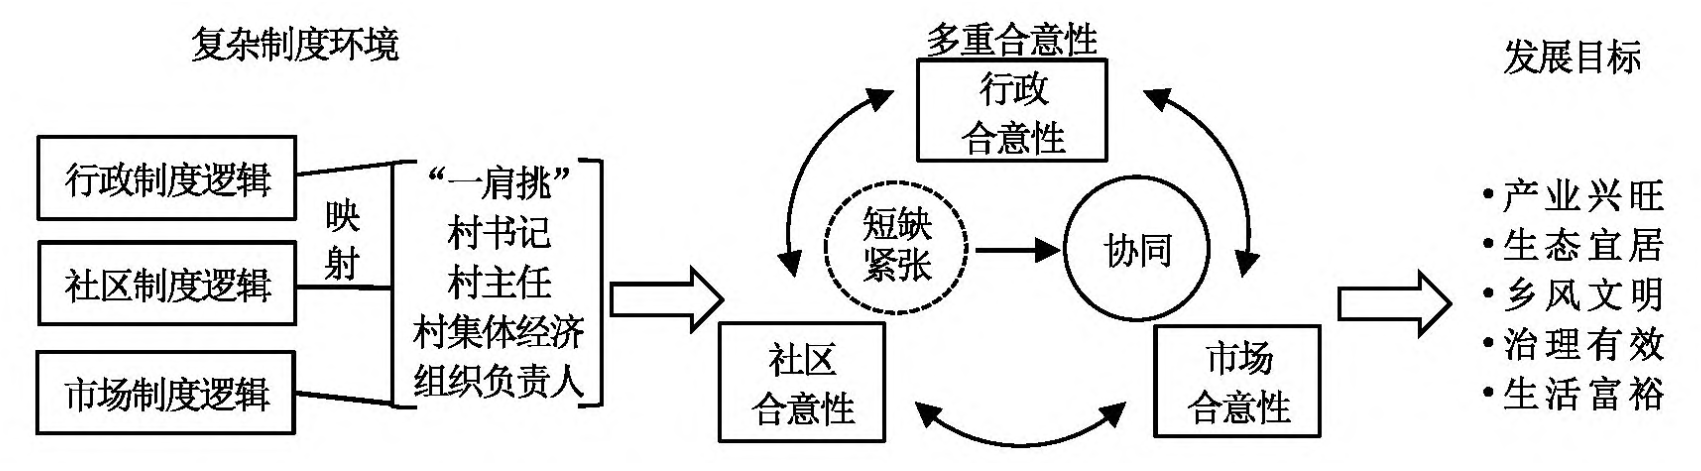 复杂制度环境
行政制度逻辑
社区制度逻辑
市场制度逻辑
映
射
“一肩挑”
村书记
村主任
村集体经济
组织负责人
多重合意性
行政
合意性
短缺
紧张
协同
社区
合意性
市场
合意性
发展目标
•产业兴旺
•生态宜居
•乡风文明
•治理有效
•生活富裕